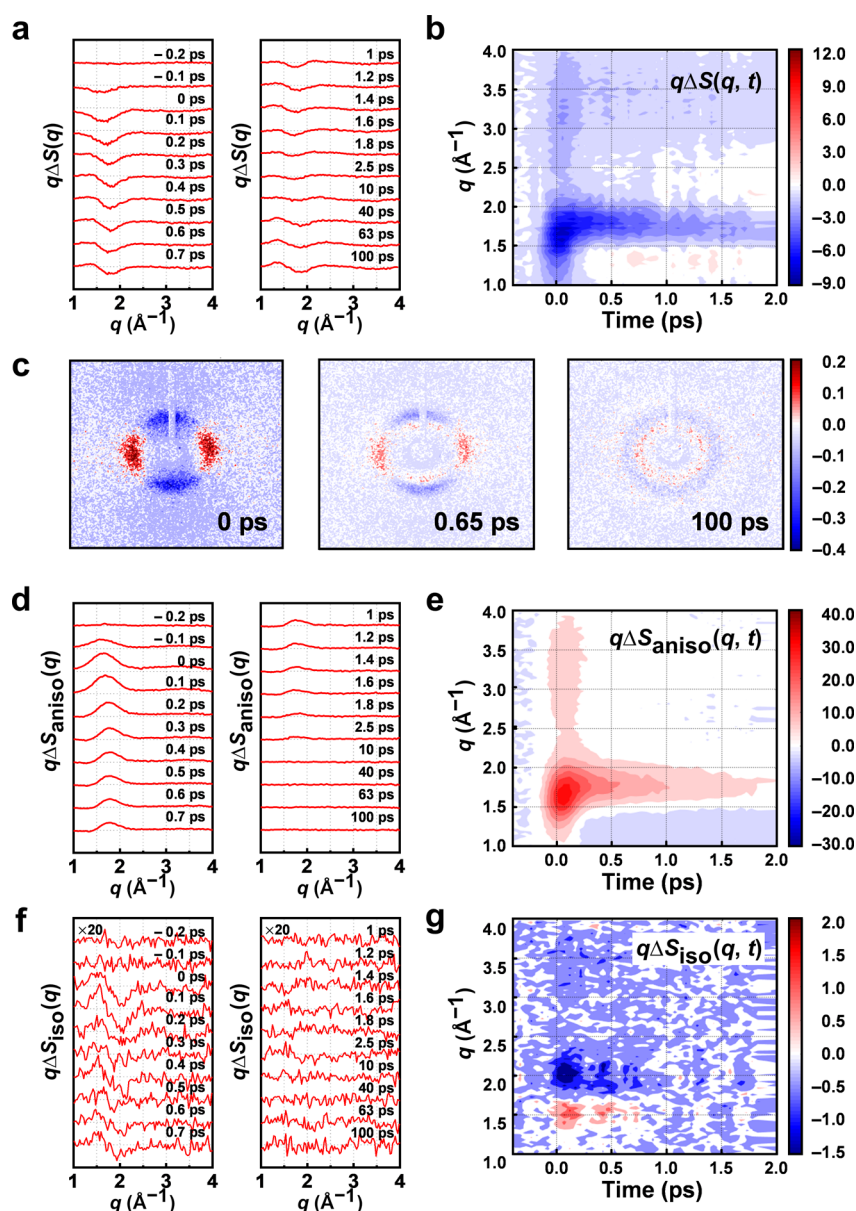 a
− 0.2 ps
− 0.1 ps
0 ps
0.1 ps
0.2 ps
0.3 ps
0.4 ps
0.5 ps
0.6 ps
0.7 ps
qΔS(q)
1 2 3 4
q (Å⁻¹)
1 ps
1.2 ps
1.4 ps
1.6 ps
1.8 ps
2.5 ps
10 ps
40 ps
63 ps
100 ps
qΔS(q)
1 2 3 4
q (Å⁻¹)
b
qΔS(q, t)
4.0
3.5
3.0
2.5
2.0
1.5
1.0
q (Å⁻¹)
0.0 0.5 1.0 1.5 2.0
Time (ps)
12.0
9.0
6.0
3.0
0.0
−3.0
−6.0
−9.0
c
0 ps
0.65 ps
100 ps
0.2
0.1
0.0
−0.1
−0.2
−0.3
−0.4
d
− 0.2 ps
− 0.1 ps
0 ps
0.1 ps
0.2 ps
0.3 ps
0.4 ps
0.5 ps
0.6 ps
0.7 ps
qΔSaniso(q)
1 2 3 4
q (Å⁻¹)
1 ps
1.2 ps
1.4 ps
1.6 ps
1.8 ps
2.5 ps
10 ps
40 ps
63 ps
100 ps
qΔSaniso(q)
1 2 3 4
q (Å⁻¹)
e
qΔSaniso(q, t)
4.0
3.5
3.0
2.5
2.0
1.5
1.0
q (Å⁻¹)
0.0 0.5 1.0 1.5 2.0
Time (ps)
40.0
30.0
20.0
10.0
0.0
−10.0
−20.0
−30.0
f
×20
− 0.2 ps
− 0.1 ps
0 ps
0.1 ps
0.2 ps
0.3 ps
0.4 ps
0.5 ps
0.6 ps
0.7 ps
qΔSiso(q)
1 2 3 4
q (Å⁻¹)
×20
1 ps
1.2 ps
1.4 ps
1.6 ps
1.8 ps
2.5 ps
10 ps
40 ps
63 ps
100 ps
qΔSiso(q)
1 2 3 4
q (Å⁻¹)
g
qΔSiso(q, t)
4.0
3.5
3.0
2.5
2.0
1.5
1.0
q (Å⁻¹)
0.0 0.5 1.0 1.5 2.0
Time (ps)
2.0
1.5
1.0
0.5
0.0
−0.5
−1.0
−1.5